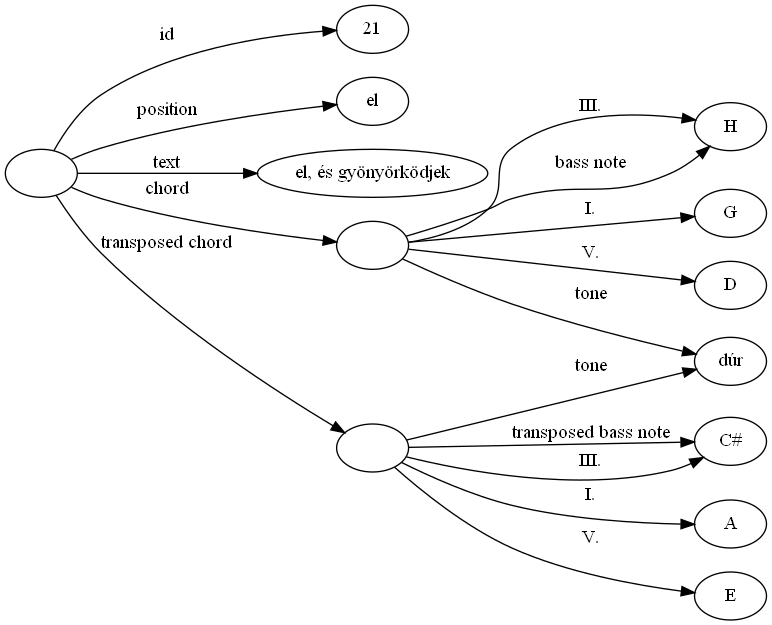 id
21
position
el
text
el, és gyönyörködjek
chord
transposed chord
III.
H
bass note
I.
G
V.
D
tone
dúr
tone
transposed bass note
C#
III.
I.
A
V.
E